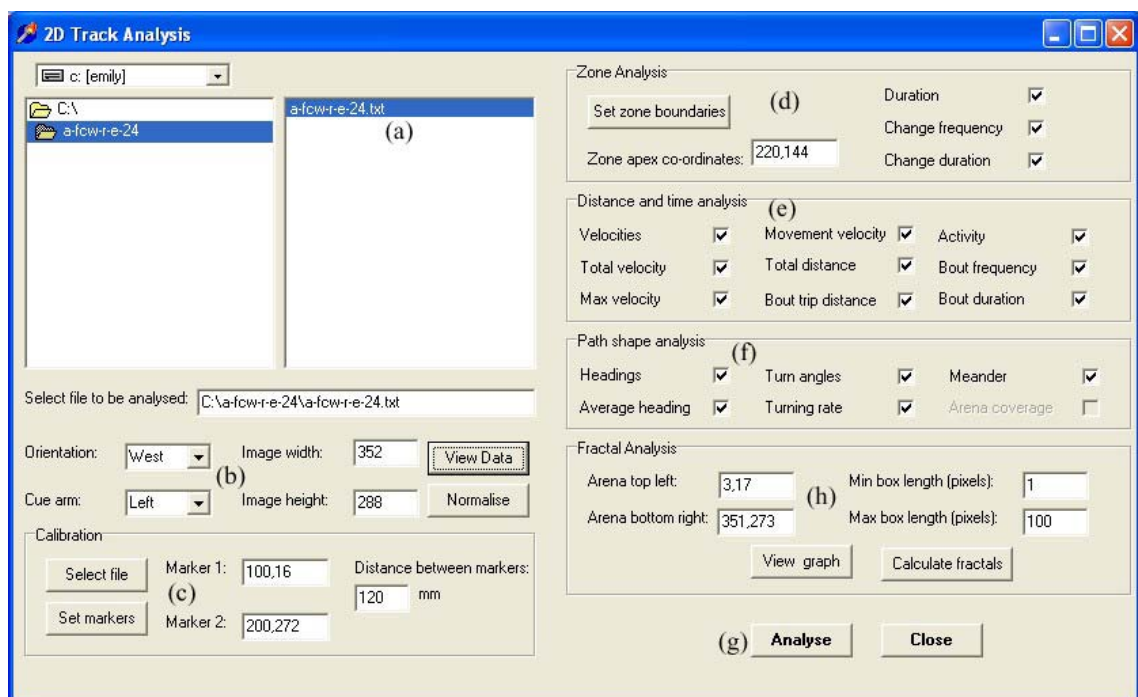 2D Track Analysis
c: [emily]
C:\
a-fcw-r-e-24
a-fcw-r-e-24.txt
(a)
Select file to be analysed: C:\a-fcw-r-e-24\a-fcw-r-e-24.txt
Orientation: West Image width: 352 View Data
(b)
Cue arm: Left Image height: 288 Normalise
Calibration
Select file Marker 1: 100,16 Distance between markers:
(c) 120 mm
Set markers Marker 2: 200,272
Zone Analysis
Set zone boundaries (d) Duration
Change frequency
Zone apex co-ordinates: 220,144 Change duration
Distance and time analysis (e)
Velocities Movement velocity Activity
Total velocity Total distance Bout frequency
Max velocity Bout trip distance Bout duration
Path shape analysis (f)
Headings Turn angles Meander
Average heading Turning rate Arena coverage
Fractal Analysis
Arena top left: 3,17 (h) Min box length (pixels): 1
Arena bottom right: 351,273 Max box length (pixels): 100
View graph Calculate fractals
(g) Analyse Close